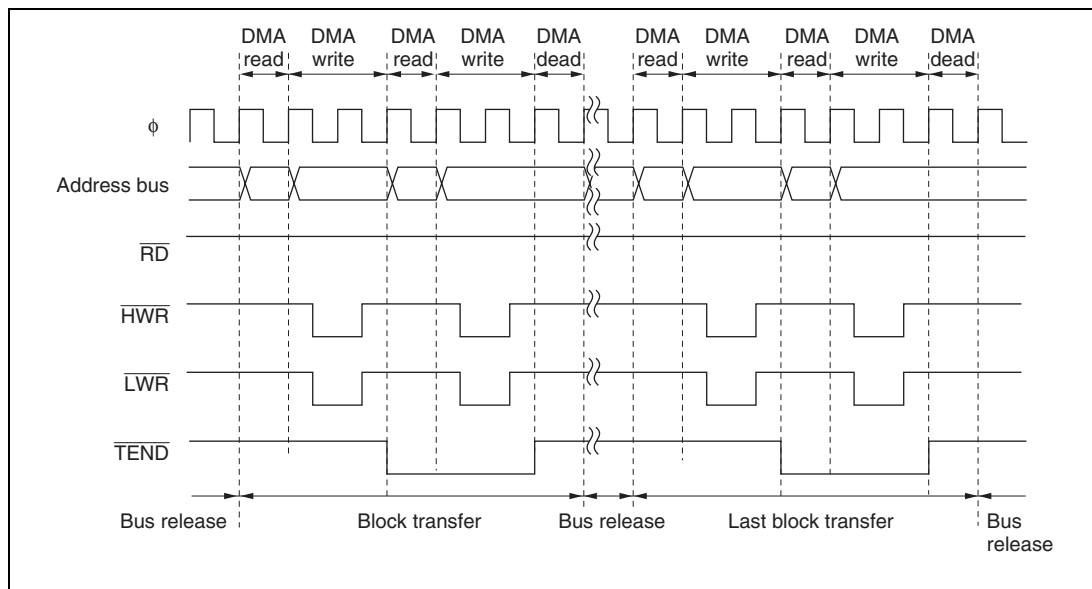 DMA DMA DMA DMA DMA DMA DMA DMA DMA DMA
read write read write dead read write read write dead
ϕ
Address bus
RD
HWR
LWR
TEND
Bus release Block transfer Bus release Last block transfer Bus
release